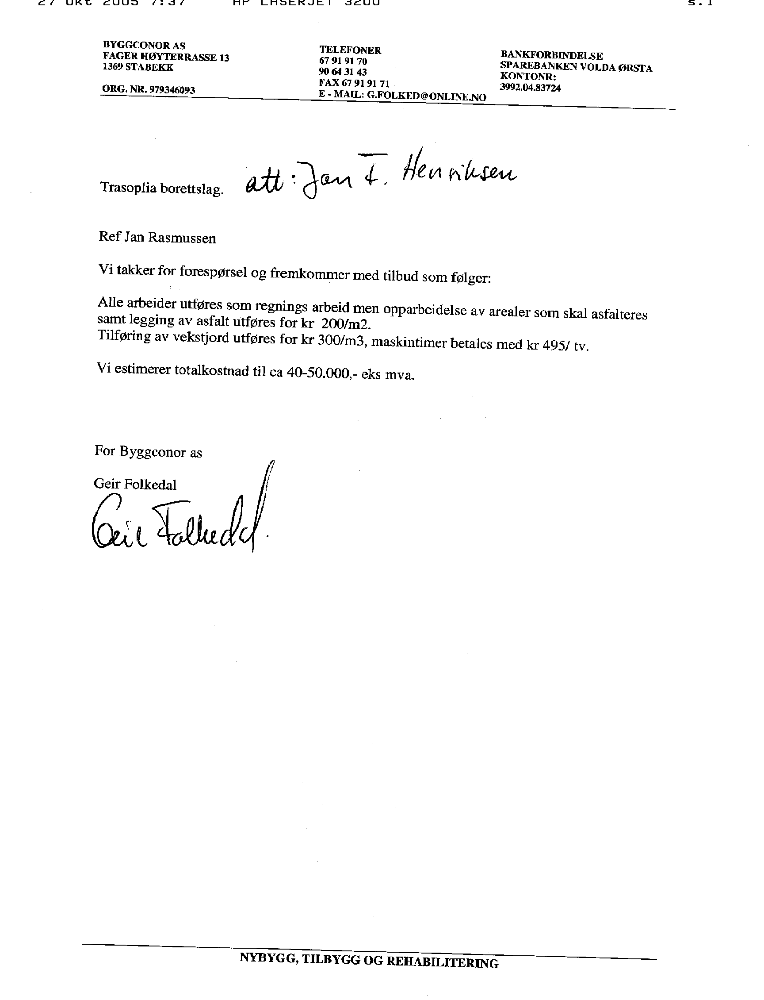 27 Okt 2005 7:37 HP LASERJET 3200 s.1
BYGGCONOR AS
FAGER HØYTERRASSE 13
1369 STABEKK
ORG. NR. 979346093
TELEFONER
67 91 91 70
90 64 31 43
FAX 67 91 91 71
E - MAIL: G.FOLKED@ONLINE.NO
BANKFORBINDELSE
SPAREBANKEN VOLDA ØRSTA
KONTONR:
3992.04.83724
Trasoplia borettslag. att: Jan F. Henriksen
Ref Jan Rasmussen
Vi takker for forespørsel og fremkommer med tilbud som følger:
Alle arbeider utføres som regnings arbeid men opparbeidelse av arealer som skal asfalteres
samt legging av asfalt utføres for kr 200/m2.
Tilføring av vekstjord utføres for kr 300/m3, maskintimer betales med kr 495/ tv.
Vi estimerer totalkostnad til ca 40-50.000,- eks mva.
For Byggconor as
Geir Folkedal
Geir Folkedal.
NYBYGG, TILBYGG OG REHABILITERING